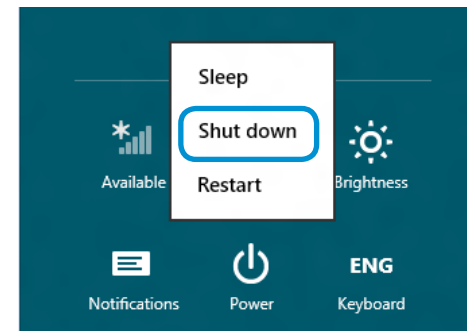 Sleep
Shut down
Restart
Available
Brightness
ENG
Notifications
Power
Keyboard